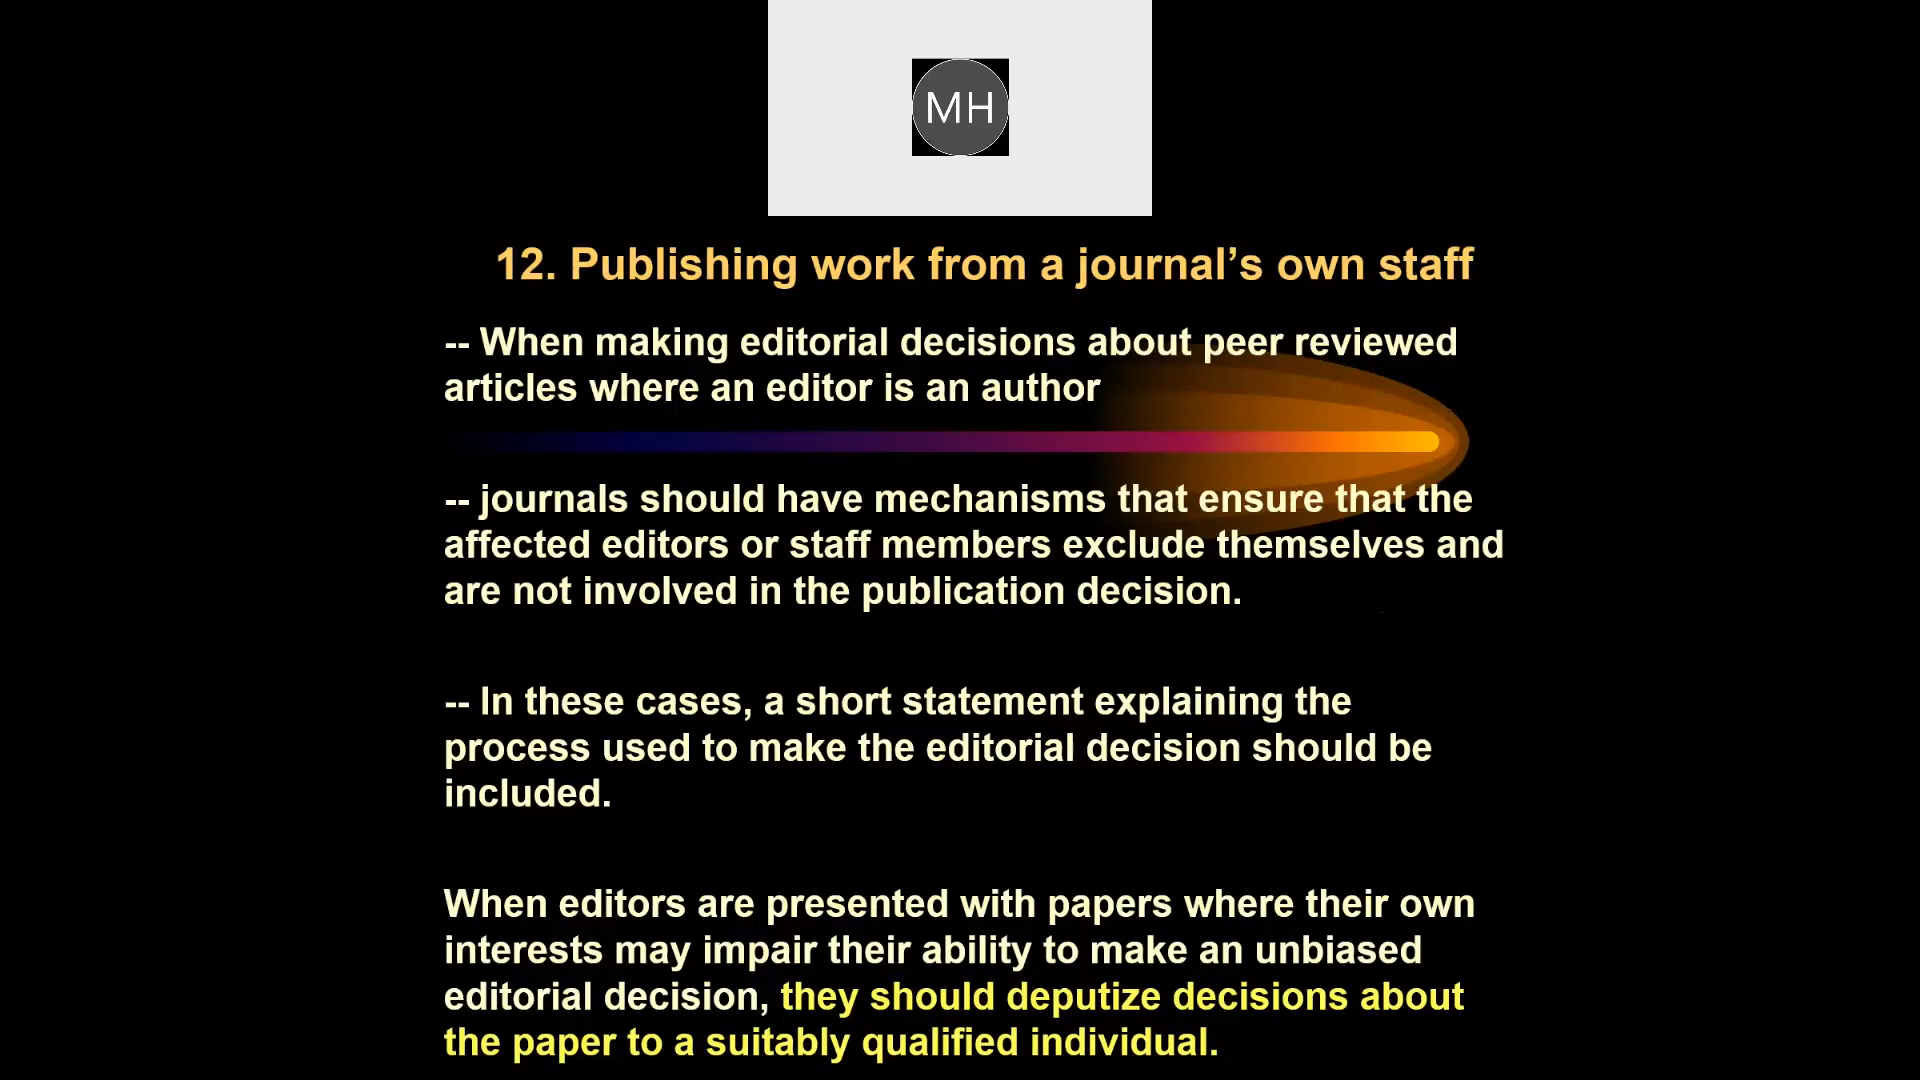 MH
12. Publishing work from a journal’s own staff
-- When making editorial decisions about peer reviewed
articles where an editor is an author
-- journals should have mechanisms that ensure that the
affected editors or staff members exclude themselves and
are not involved in the publication decision.
-- In these cases, a short statement explaining the
process used to make the editorial decision should be
included.
When editors are presented with papers where their own
interests may impair their ability to make an unbiased
editorial decision, they should deputize decisions about
the paper to a suitably qualified individual.